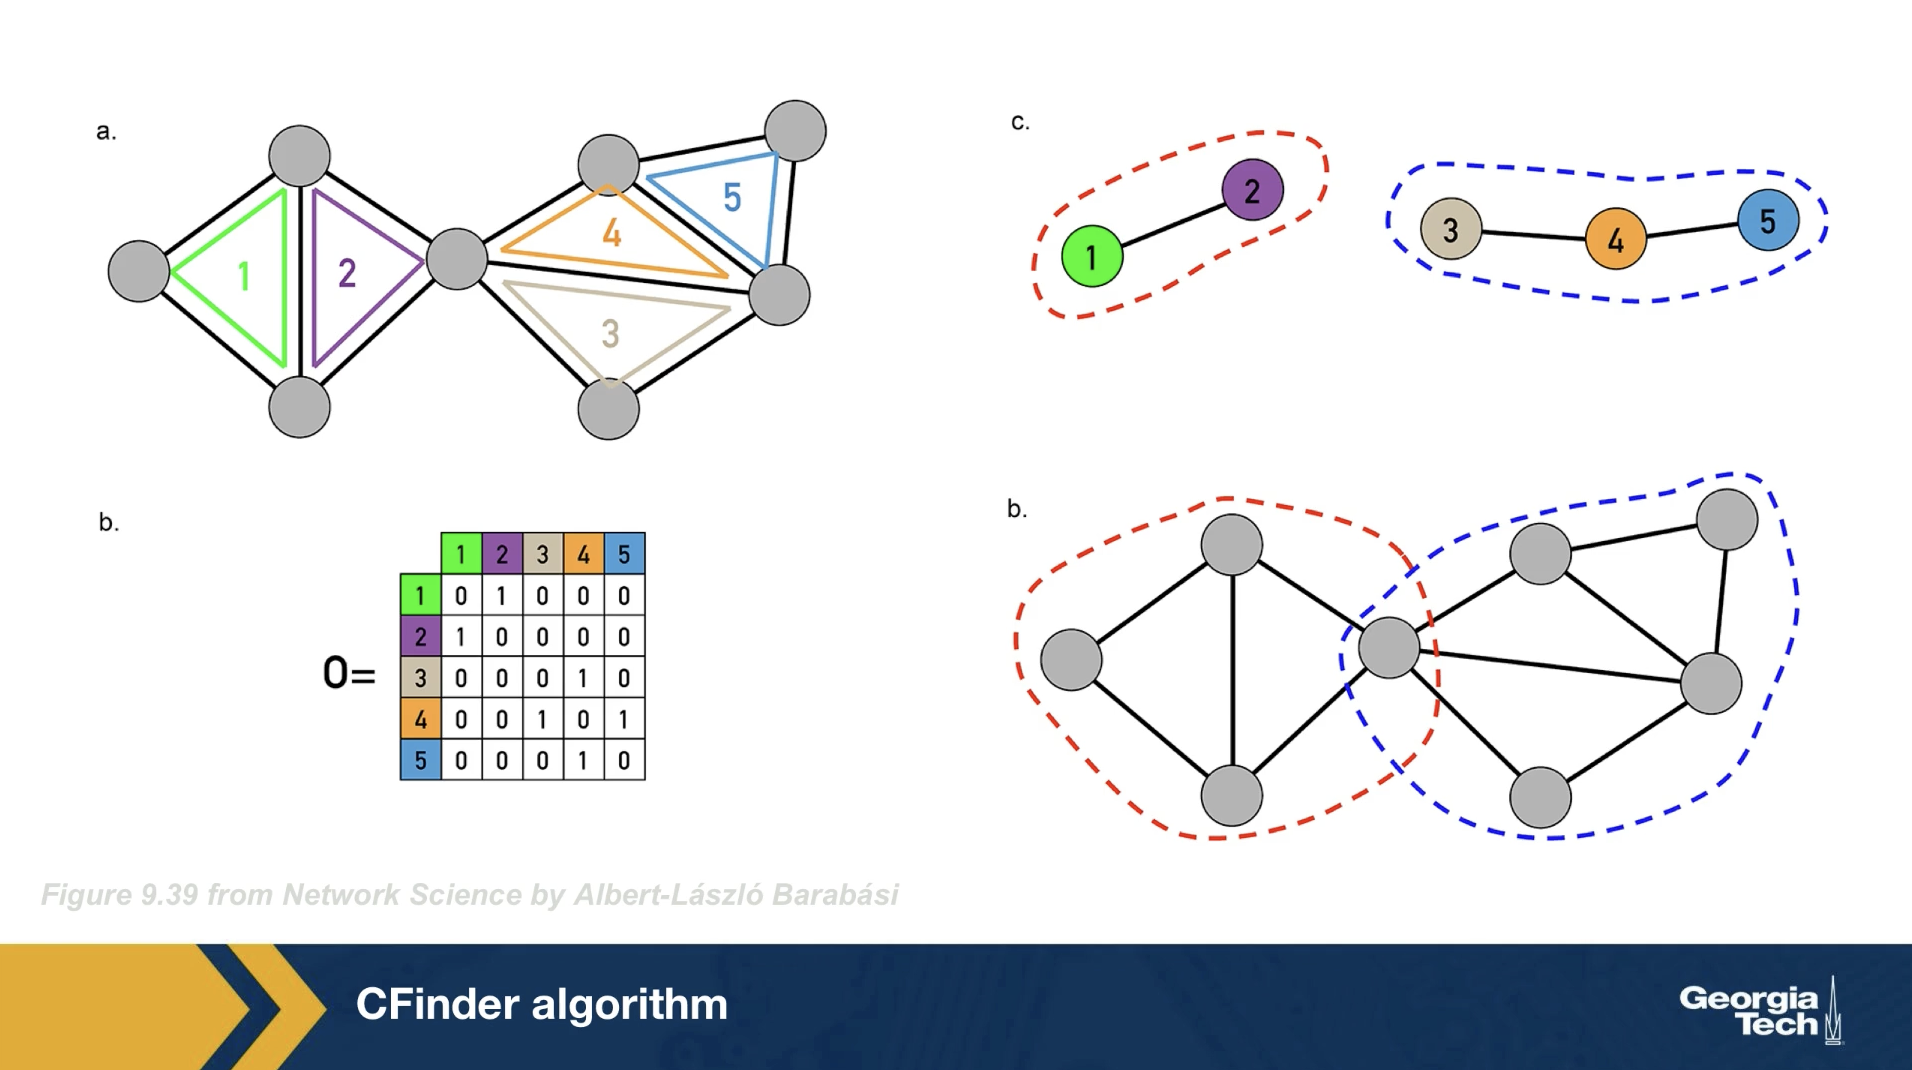 a.
1
2
4
5
3
b.
1 2 3 4 5
1 0 1 0 0 0
2 1 0 0 0 0
3 0 0 0 1 0
4 0 0 1 0 1
5 0 0 0 1 0
O=
c.
1
2
3
4
5
b.
Figure 9.39 from Network Science by Albert-László Barabási
CFinder algorithm
Georgia
Tech